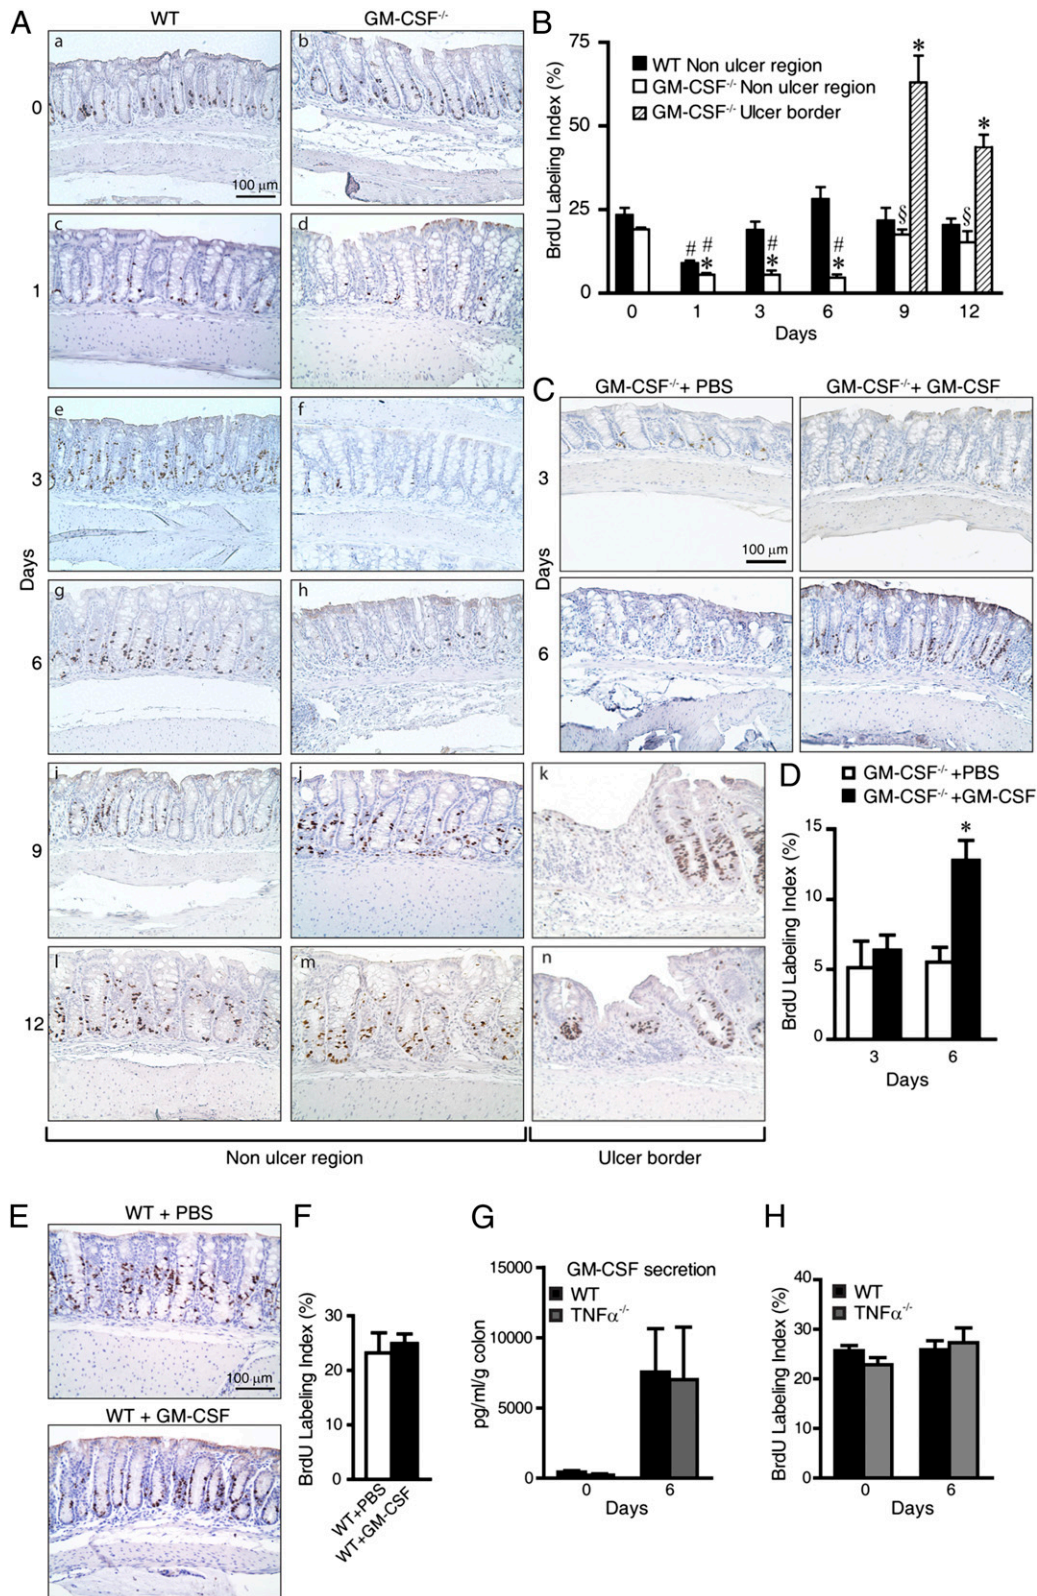 A
WT
GM-CSF-/-
0
a
100 µm
b
1
c
d
3
e
f
Days
6
g
h
9
i
j
k
12
l
m
n
Non ulcer region
Ulcer border
B
BrdU Labeling Index (%)
75
50
25
0
WT Non ulcer region
GM-CSF-/- Non ulcer region
GM-CSF-/- Ulcer border
# # * # * # * § * § *
0 1 3 6 9 12
Days
C
GM-CSF-/-+ PBS
GM-CSF-/-+ GM-CSF
3
100 µm
Days
6
D
GM-CSF-/- +PBS
GM-CSF-/- +GM-CSF
BrdU Labeling Index (%)
15
10
5
0
*
3 6
Days
E
WT + PBS
100 µm
WT + GM-CSF
F
BrdU Labeling Index (%)
30
20
10
0
WT+PBS
WT+GM-CSF
G
GM-CSF secretion
WT
TNFα-/-
pg/ml/g colon
15000
10000
5000
0
0 6
Days
H
WT
TNFα-/-
BrdU Labeling Index (%)
40
30
20
10
0
0 6
Days